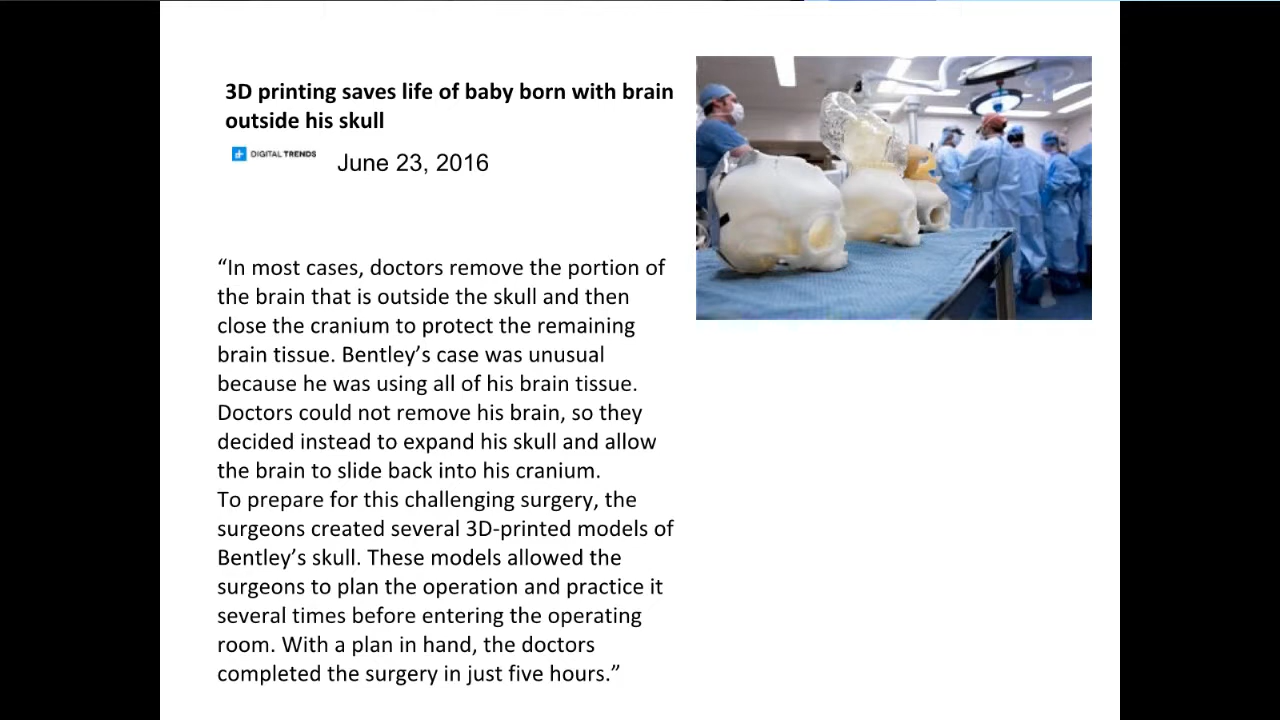 3D printing saves life of baby born with brain
outside his skull
DIGITAL TRENDS
June 23, 2016
“In most cases, doctors remove the portion of
the brain that is outside the skull and then
close the cranium to protect the remaining
brain tissue. Bentley’s case was unusual
because he was using all of his brain tissue.
Doctors could not remove his brain, so they
decided instead to expand his skull and allow
the brain to slide back into his cranium.
To prepare for this challenging surgery, the
surgeons created several 3D-printed models of
Bentley’s skull. These models allowed the
surgeons to plan the operation and practice it
several times before entering the operating
room. With a plan in hand, the doctors
completed the surgery in just five hours.”